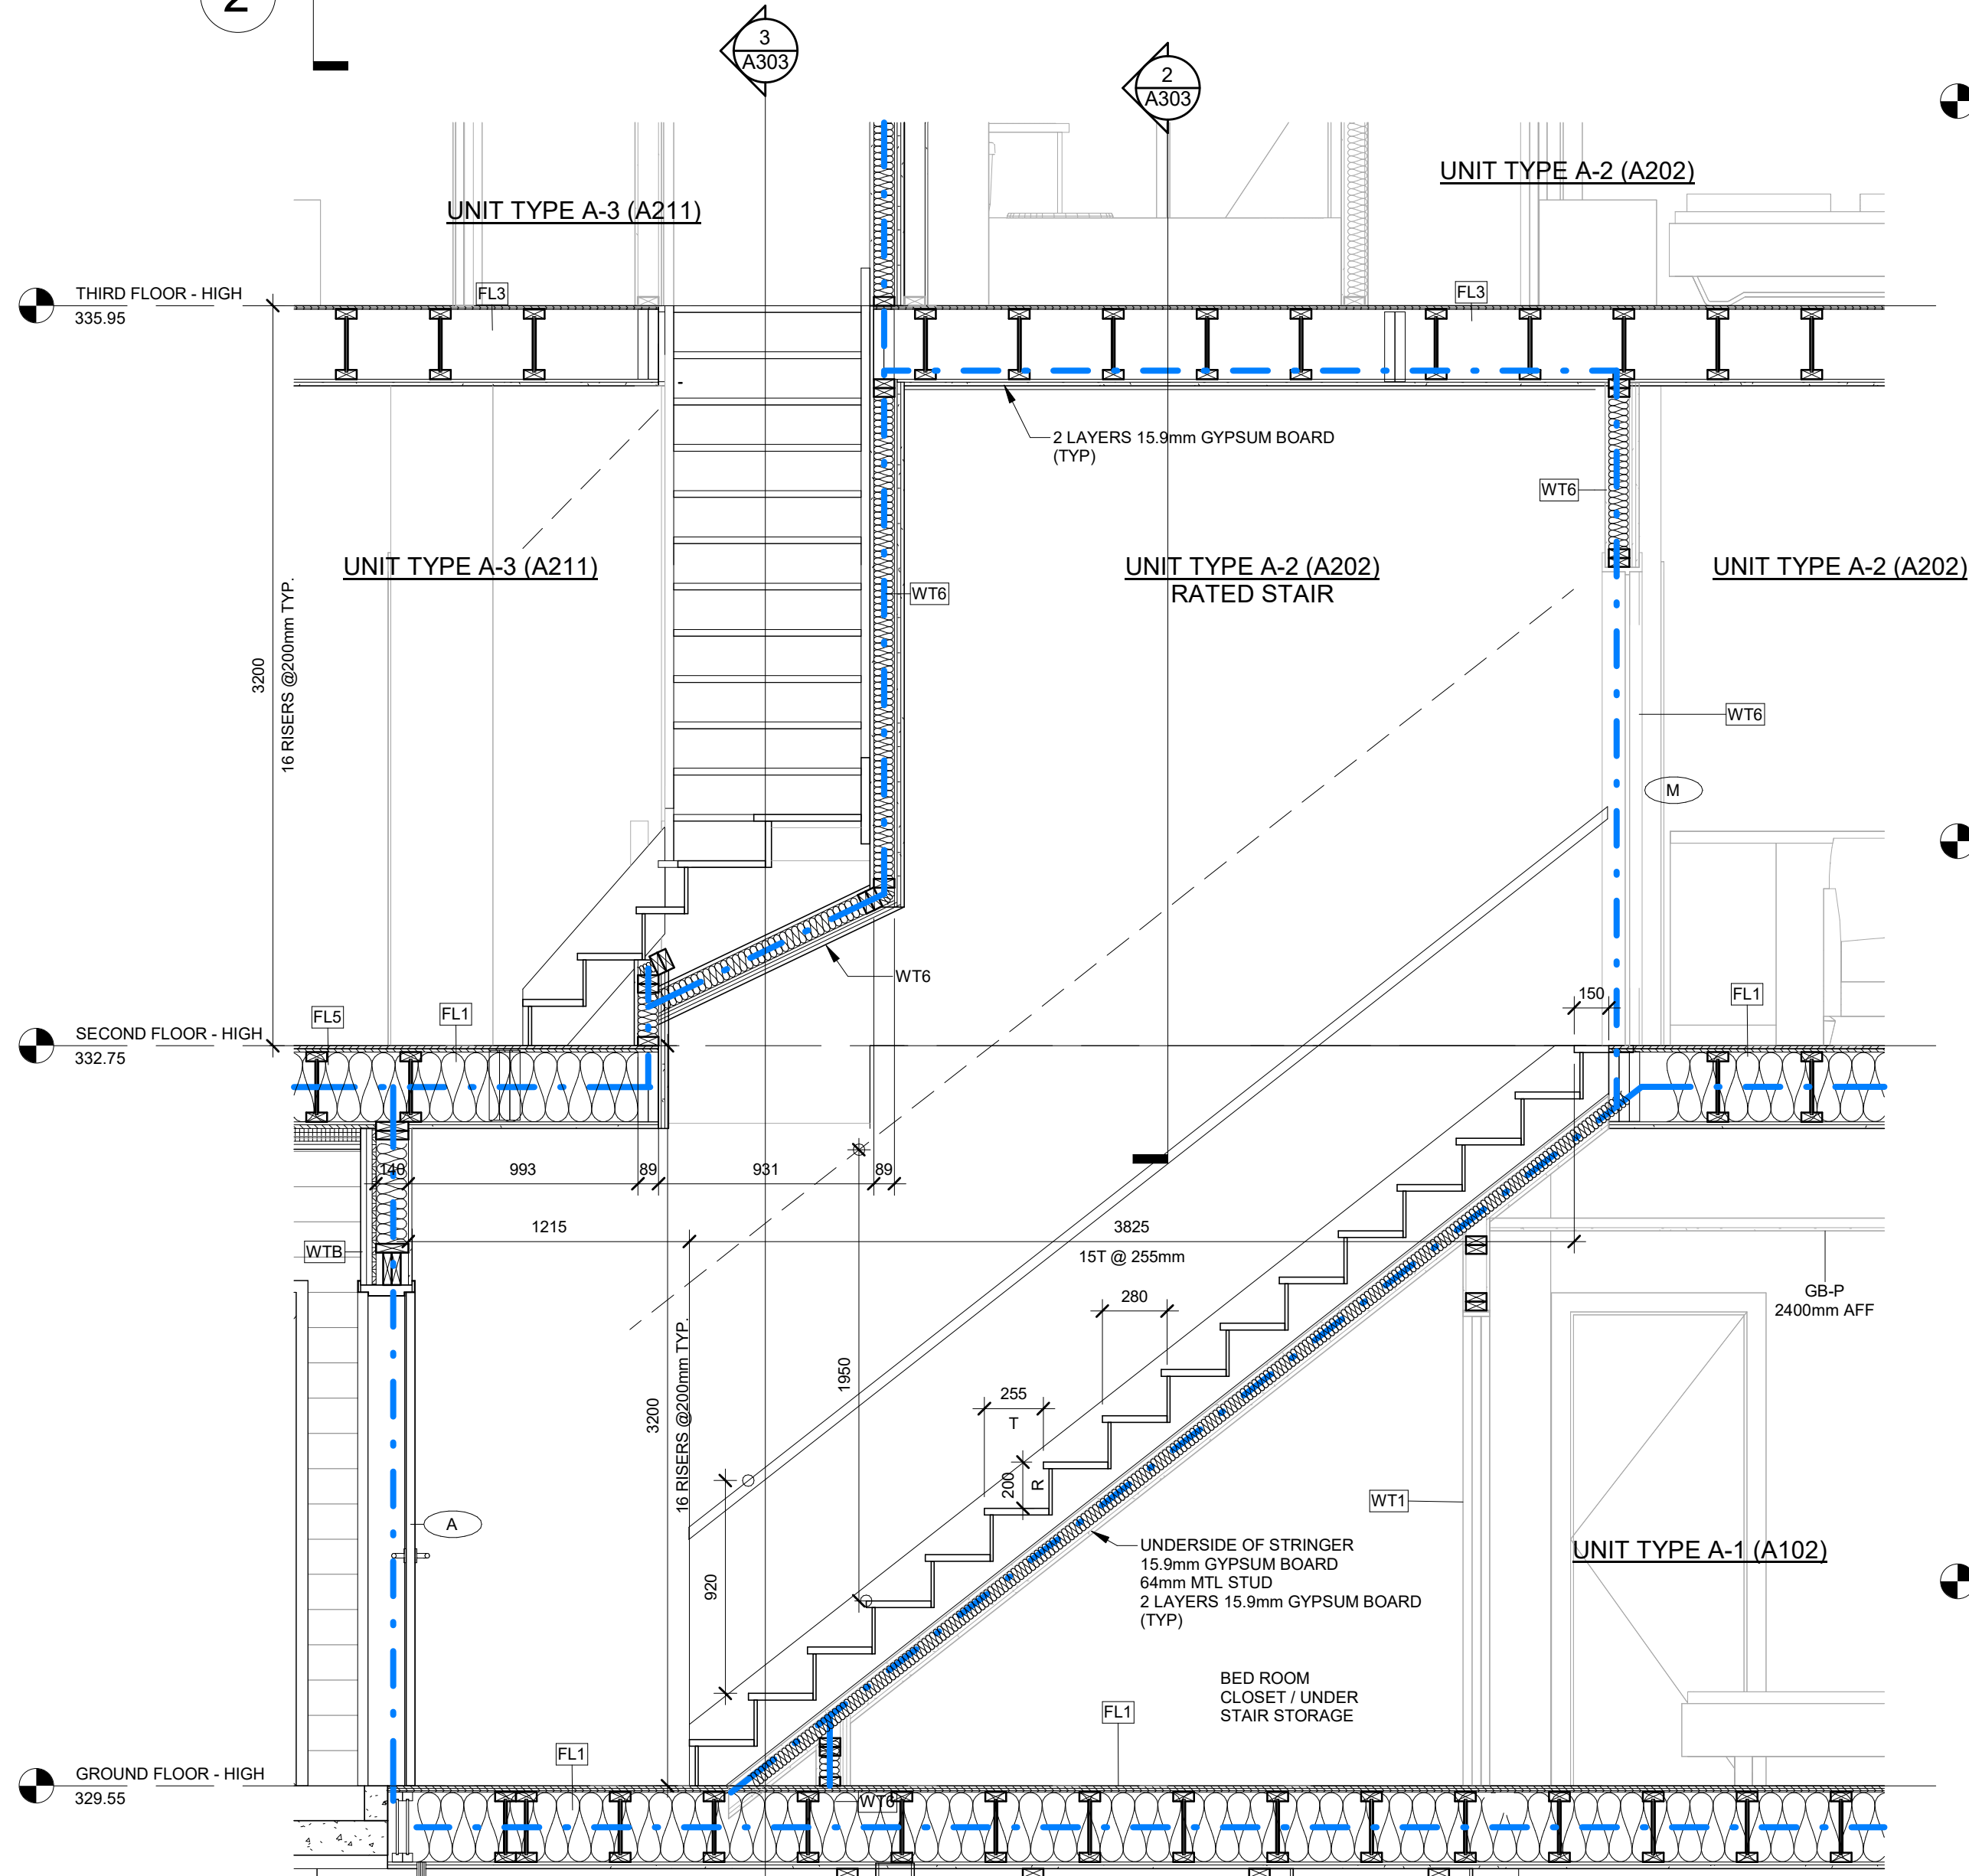 2
3
A303
2
A303
UNIT TYPE A-2 (A202)
UNIT TYPE A-3 (A211)
THIRD FLOOR - HIGH
335.95
FL3
FL3
2 LAYERS 15.9mm GYPSUM BOARD
(TYP)
WT6
UNIT TYPE A-3 (A211)
UNIT TYPE A-2 (A202)
RATED STAIR
UNIT TYPE A-2 (A202)
WT6
3200
16 RISERS @200mm TYP.
WT6
M
WT6
150
FL1
FL5
FL1
SECOND FLOOR - HIGH
332.75
140
993
89
931
89
1215
3825
15T @ 255mm
WTB
GB-P
2400mm AFF
280
1950
255
T
3200
16 RISERS @200mm TYP.
200
R
WT1
A
920
UNDERSIDE OF STRINGER
15.9mm GYPSUM BOARD
64mm MTL STUD
2 LAYERS 15.9mm GYPSUM BOARD
(TYP)
UNIT TYPE A-1 (A102)
BED ROOM
CLOSET / UNDER
STAIR STORAGE
FL1
FL1
GROUND FLOOR - HIGH
329.55
WT6